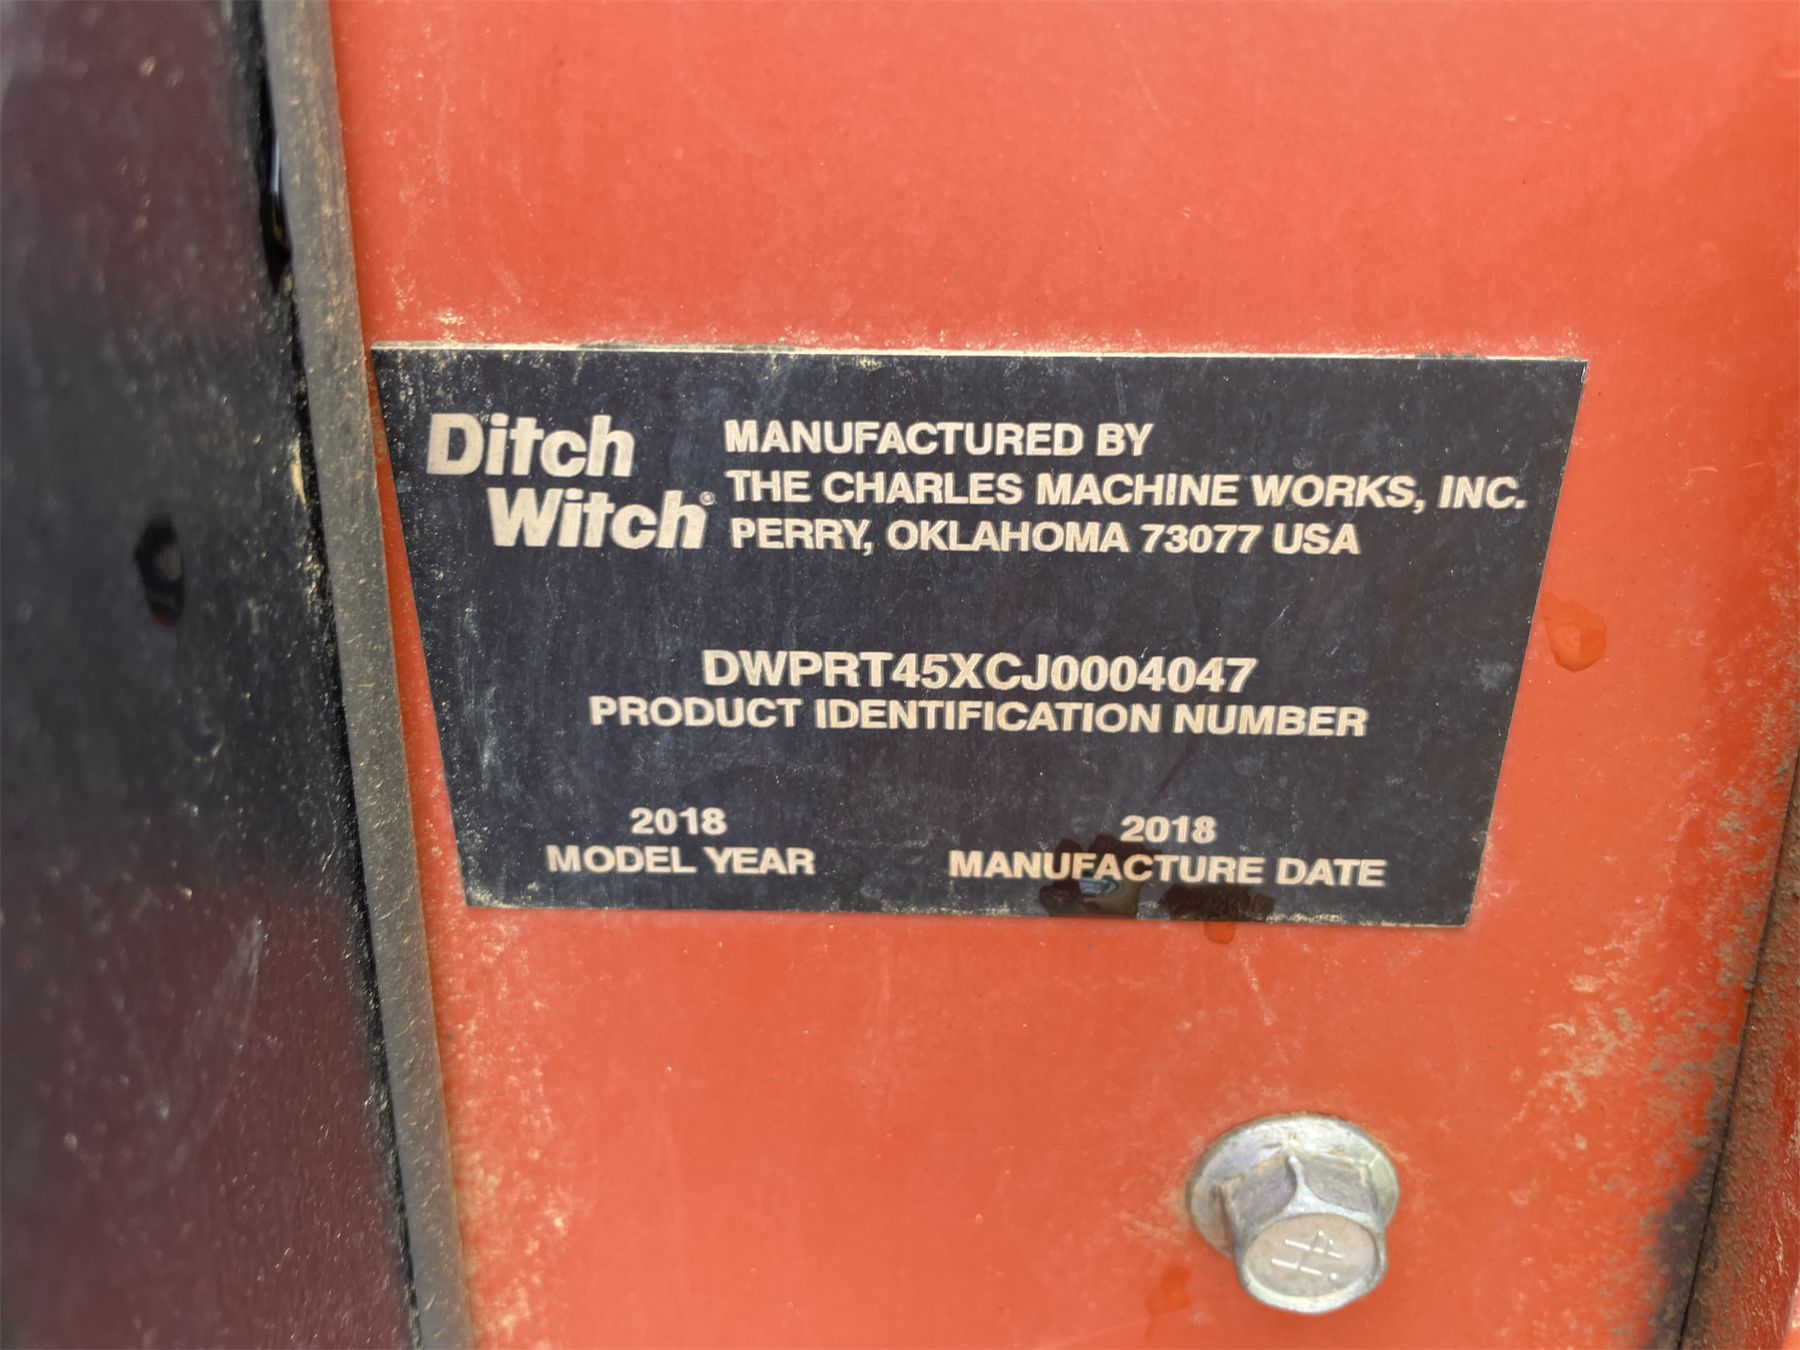 Ditch Witch®
MANUFACTURED BY
THE CHARLES MACHINE WORKS, INC.
PERRY, OKLAHOMA 73077 USA
DWPRT45XCJ0004047
PRODUCT IDENTIFICATION NUMBER
2018
MODEL YEAR
2018
MANUFACTURE DATE